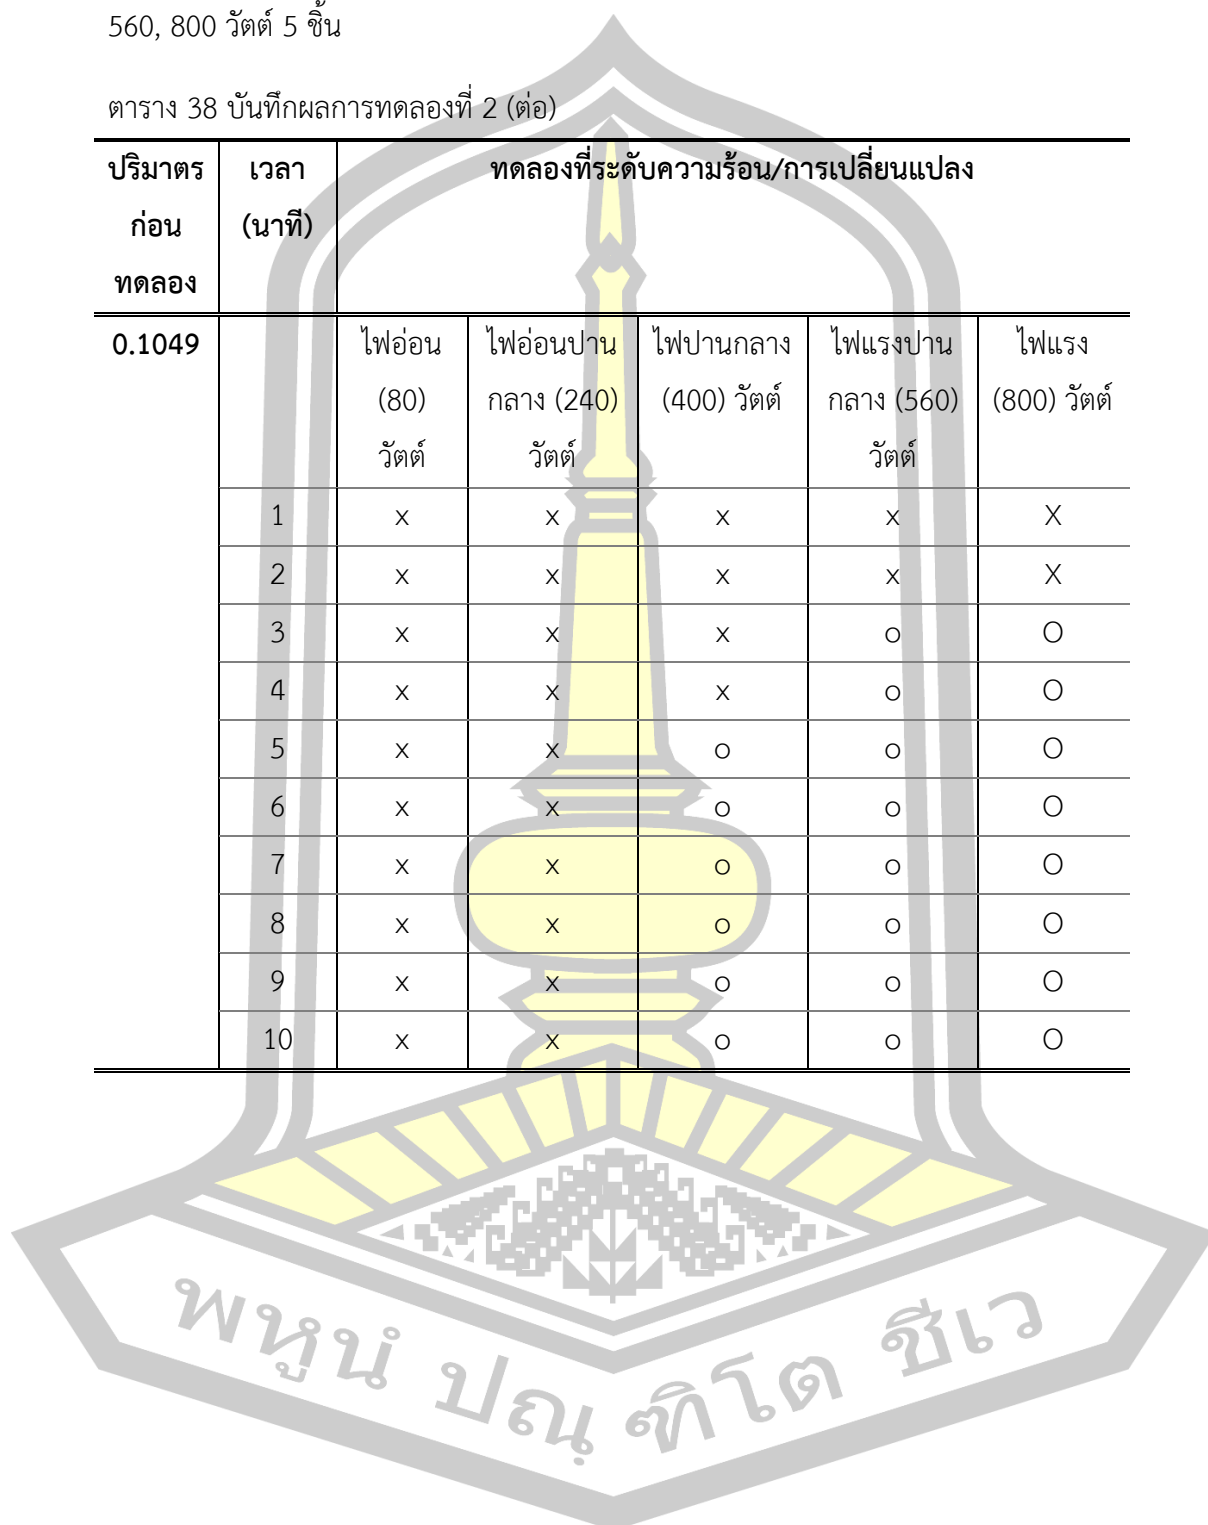 560, 800 วัตต์ 5 ชิ้น
ตาราง 38 บันทึกผลการทดลองที่ 2 (ต่อ)
ปริมาตร เวลา ทดลองที่ระดับความร้อน/การเปลี่ยนแปลง
ก่อน (นาที)
ทดลอง
0.1049 ไฟอ่อน ไฟอ่อนปาน ไฟปานกลาง ไฟแรงปาน ไฟแรง
(80) กลาง (240) (400) วัตต์ กลาง (560) (800) วัตต์
วัตต์ วัตต์ วัตต์
1 x x x x X
2 x x x x X
3 x x x o O
4 x x x o O
5 x x o o O
6 x x o o O
7 x x o o O
8 x x o o O
9 x x o o O
10 x x o o O
พหูนํ ปณฺฑิโต ชีเว